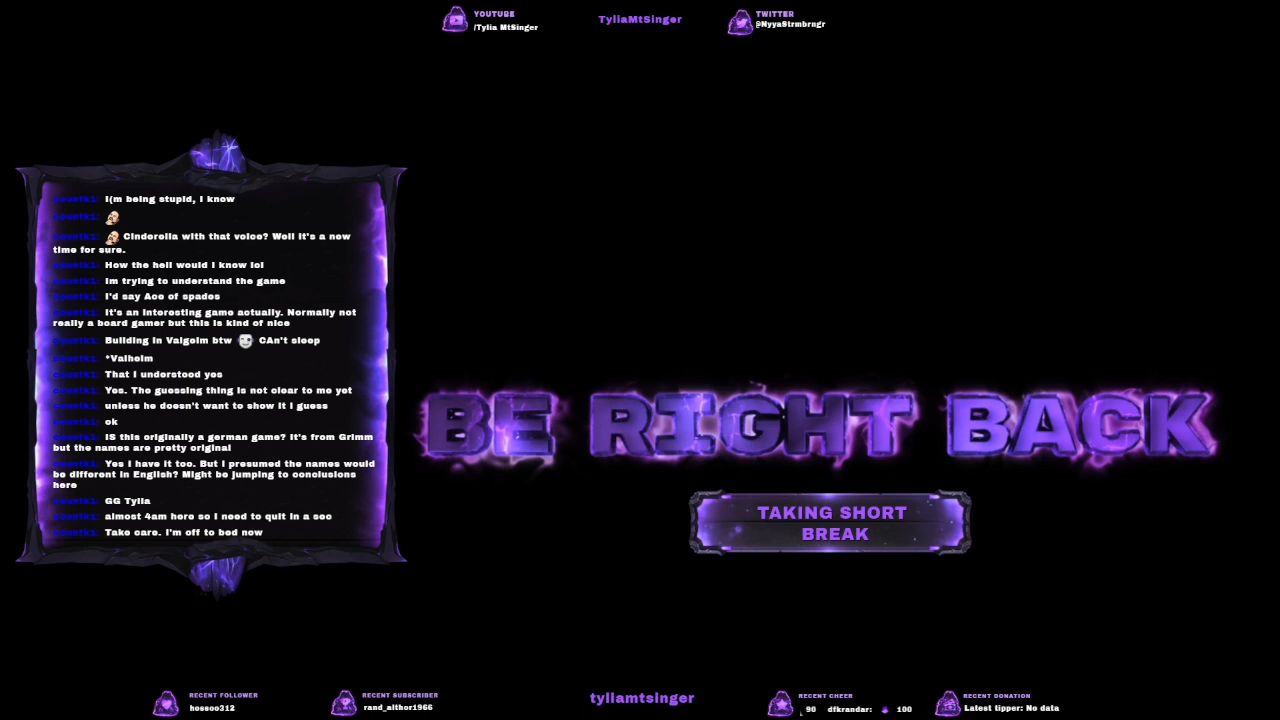 YOUTUBE
/Tylia MtSinger
TyliaMtSinger
TWITTER
@NyyaStrmbrngr
I(m being stupid, I know
Cinderella with that voice? Well it's a new
time for sure.
How the hell would I know lol
Im trying to understand the game
I'd say Ace of spades
It's an interesting game actually. Normally not
really a board gamer but this is kind of nice
Building in Valgeim btw CAn't sleep
*Valheim
That I understood yes
Yes. The guessing thing is not clear to me yet
unless he doesn't want to show it I guess
ok
IS this originally a german game? It's from Grimm
but the names are pretty original
Yes I have it too. But I presumed the names would
be different in English? Might be jumping to conclusions
here
GG Tylia
almost 4am here so I need to quit in a sec
Take care. I'm off to bed now
BE RIGHT BACK
TAKING SHORT
BREAK
RECENT FOLLOWER
hossoo312
RECENT SUBSCRIBER
rand_althor1966
tyliamtsinger
RECENT CHEER
90 dfkrandar: 100
RECENT DONATION
Latest tipper: No data